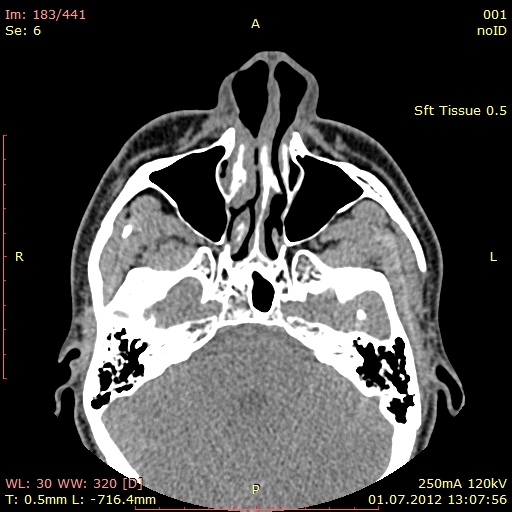 Im: 183/441
Se: 6
A
001
noID
Sft Tissue 0.5
R
L
WL: 30 WW: 320 [D]
T: 0.5mm L: -716.4mm
P
250mA 120kV
01.07.2012 13:07:56